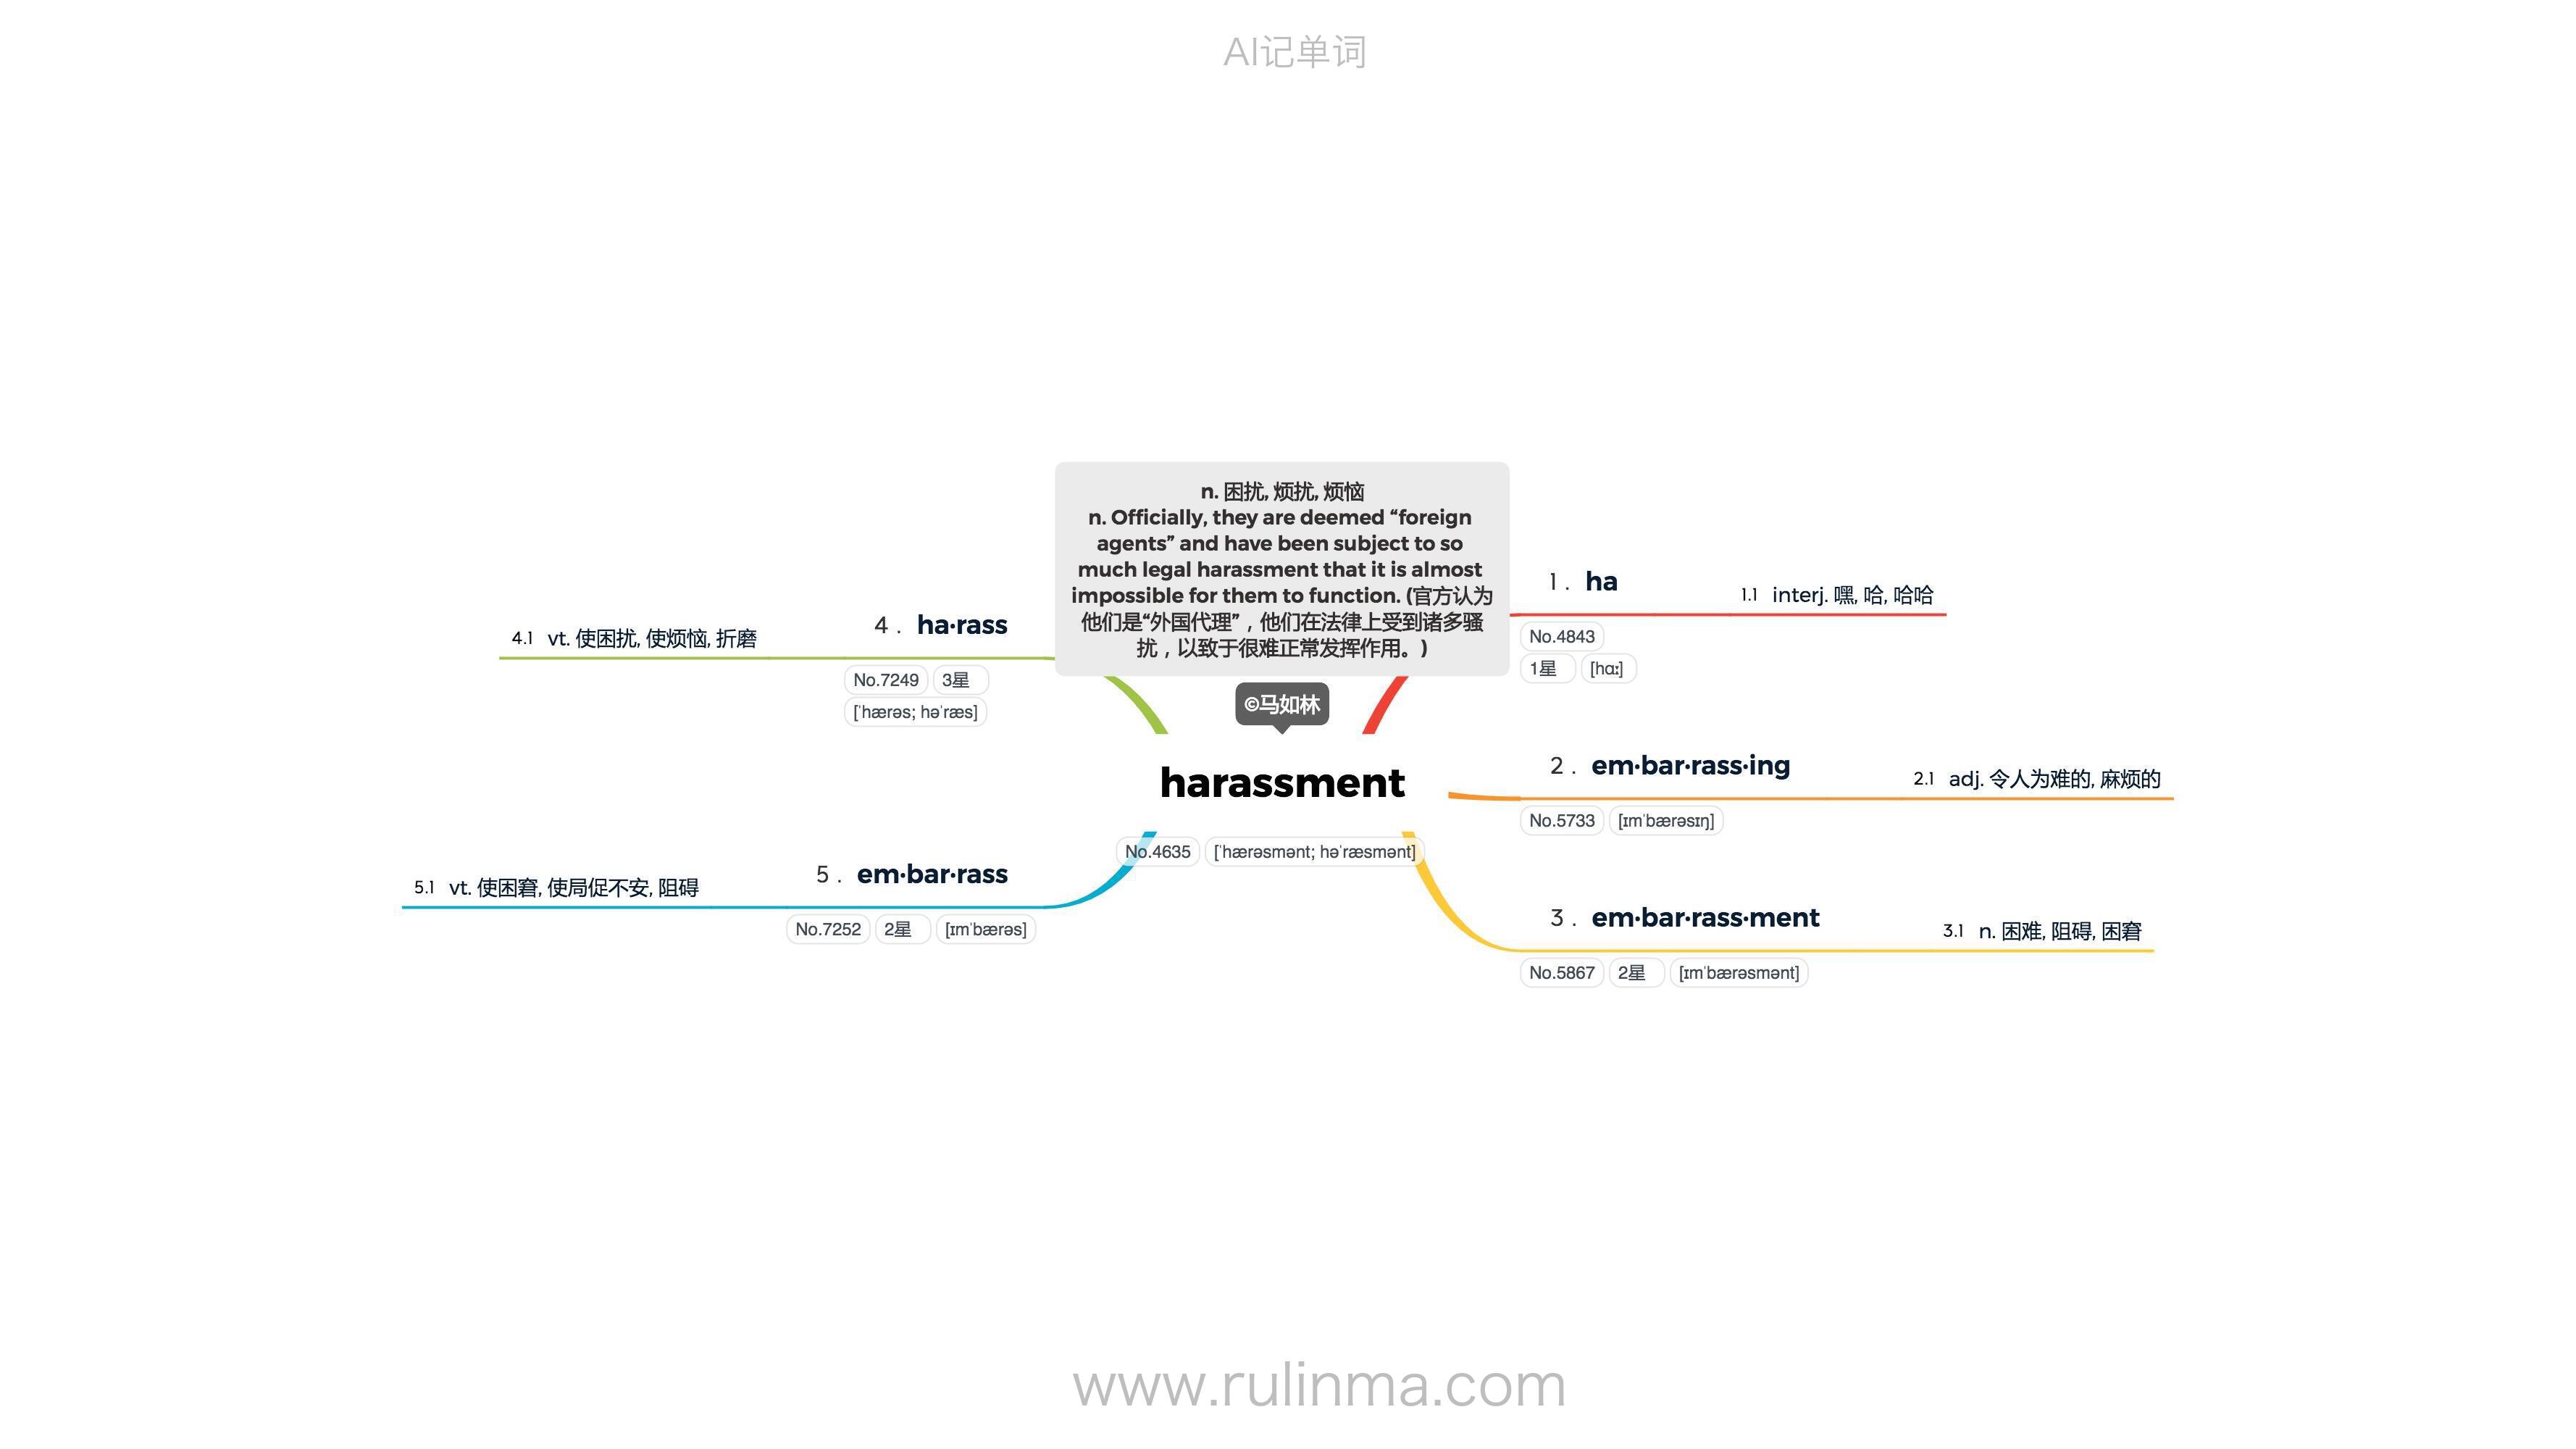 AI记单词
n. 困扰, 烦扰, 烦恼
n. Officially, they are deemed “foreign
agents” and have been subject to so
much legal harassment that it is almost
impossible for them to function. (官方认为
他们是“外国代理”，他们在法律上受到诸多骚
扰，以致于很难正常发挥作用。)
©马如林
harassment
No.4635 [ˈhærəsmənt; həˈræsmənt]
1. ha
1.1 interj. 嘿, 哈, 哈哈
No.4843
1星 [hɑː]
2. em·bar·rass·ing
2.1 adj. 令人为难的, 麻烦的
No.5733 [ɪmˈbærəsɪŋ]
3. em·bar·rass·ment
3.1 n. 困难, 阻碍, 困窘
No.5867 2星 [ɪmˈbærəsmənt]
4. ha·rass
4.1 vt. 使困扰, 使烦恼, 折磨
No.7249 3星
[ˈhærəs; həˈræs]
5. em·bar·rass
5.1 vt. 使困窘, 使局促不安, 阻碍
No.7252 2星 [ɪmˈbærəs]
www.rulinma.com